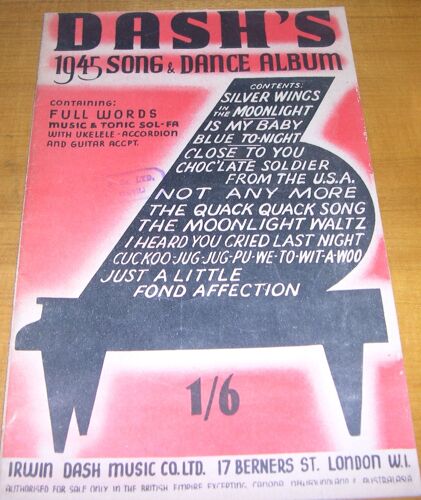 DASH'S
1945 SONG & DANCE ALBUM
CONTAINING:
FULL WORDS
MUSIC & TONIC SOL-FA
WITH UKELELE-ACCORDION
AND GUITAR ACCPT.
CONTENTS:
SILVER WINGS
IN THE MOONLIGHT
IS MY BABY
BLUE TO-NIGHT
CLOSE TO YOU
CHOC'LATE SOLDIER
FROM THE U.S.A.
NOT ANY MORE
THE QUACK QUACK SONG
THE MOONLIGHT WALTZ
I HEARD YOU CRIED LAST NIGHT
CUCKOO-JUG-JUG-PU-WE-TO-WIT-A-WOO
JUST A LITTLE
FOND AFFECTION
1/6
IRWIN DASH MUSIC CO. LTD. 17 BERNERS ST. LONDON W.1.
AUTHORISED FOR SALE ONLY IN THE BRITISH EMPIRE EXCEPTING CANADA, NEWFOUNDLAND & AUSTRALASIA